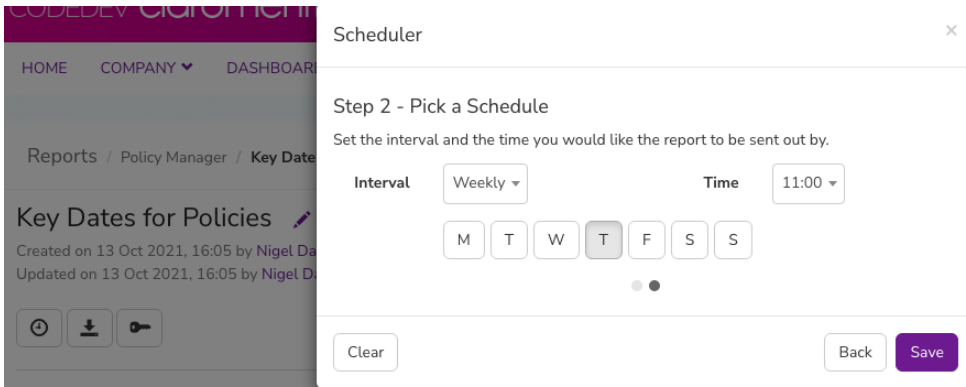 CODEDEV claromentis
HOME COMPANY DASHBOAR
Reports / Policy Manager / Key Date
Key Dates for Policies
Created on 13 Oct 2021, 16:05 by Nigel Da
Updated on 13 Oct 2021, 16:05 by Nigel Da
Scheduler ×
Step 2 - Pick a Schedule
Set the interval and the time you would like the report to be sent out by.
Interval Weekly Time 11:00
M T W T F S S
Clear Back Save